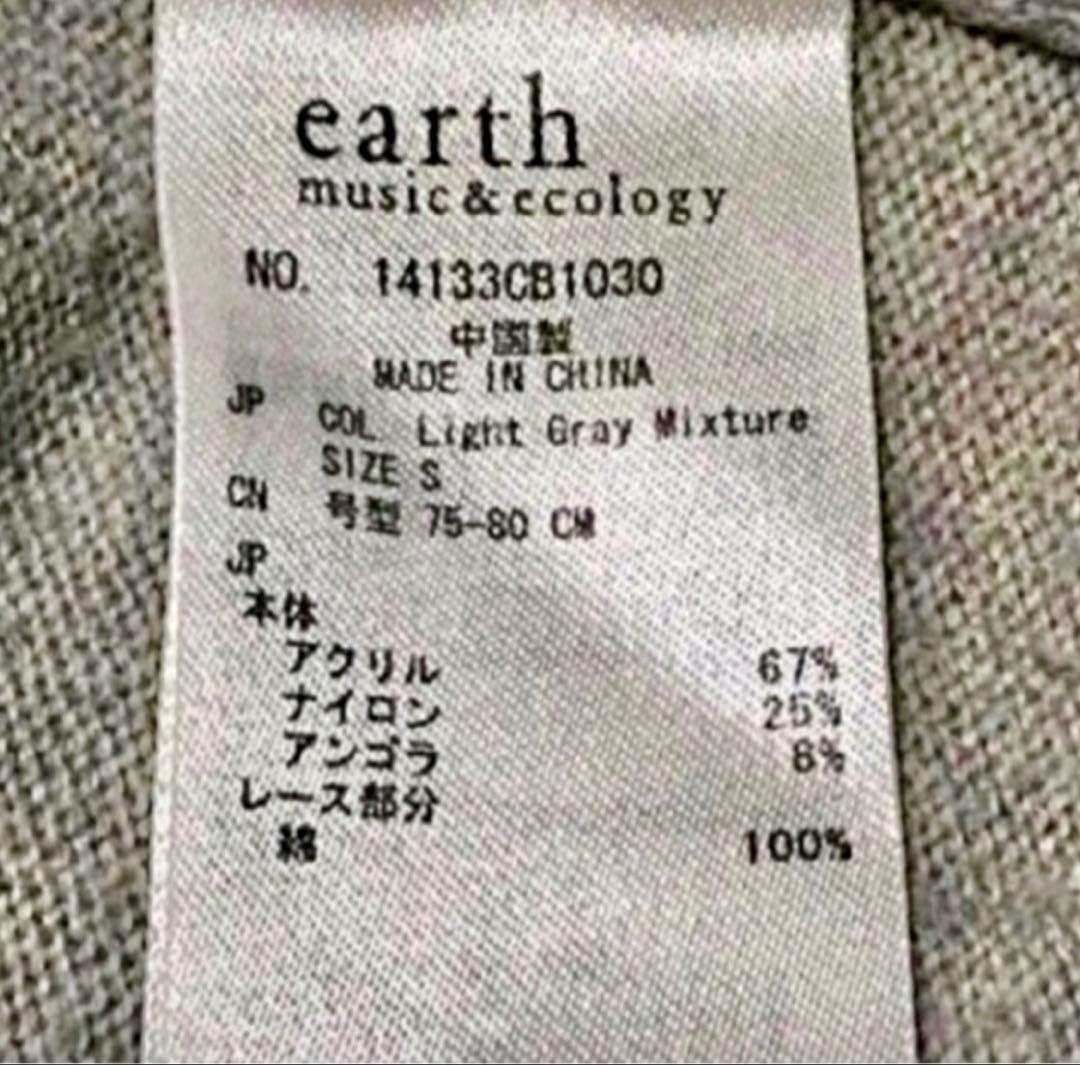 earth
music&ecology
NO. 14133CB1030
中国製
MADE IN CHINA
JP COL Light Gray Mixture
SIZE S
CN 号型 75-80 CM
JP
本体
アクリル 67%
ナイロン 25%
アンゴラ 8%
レース部分
綿 100%